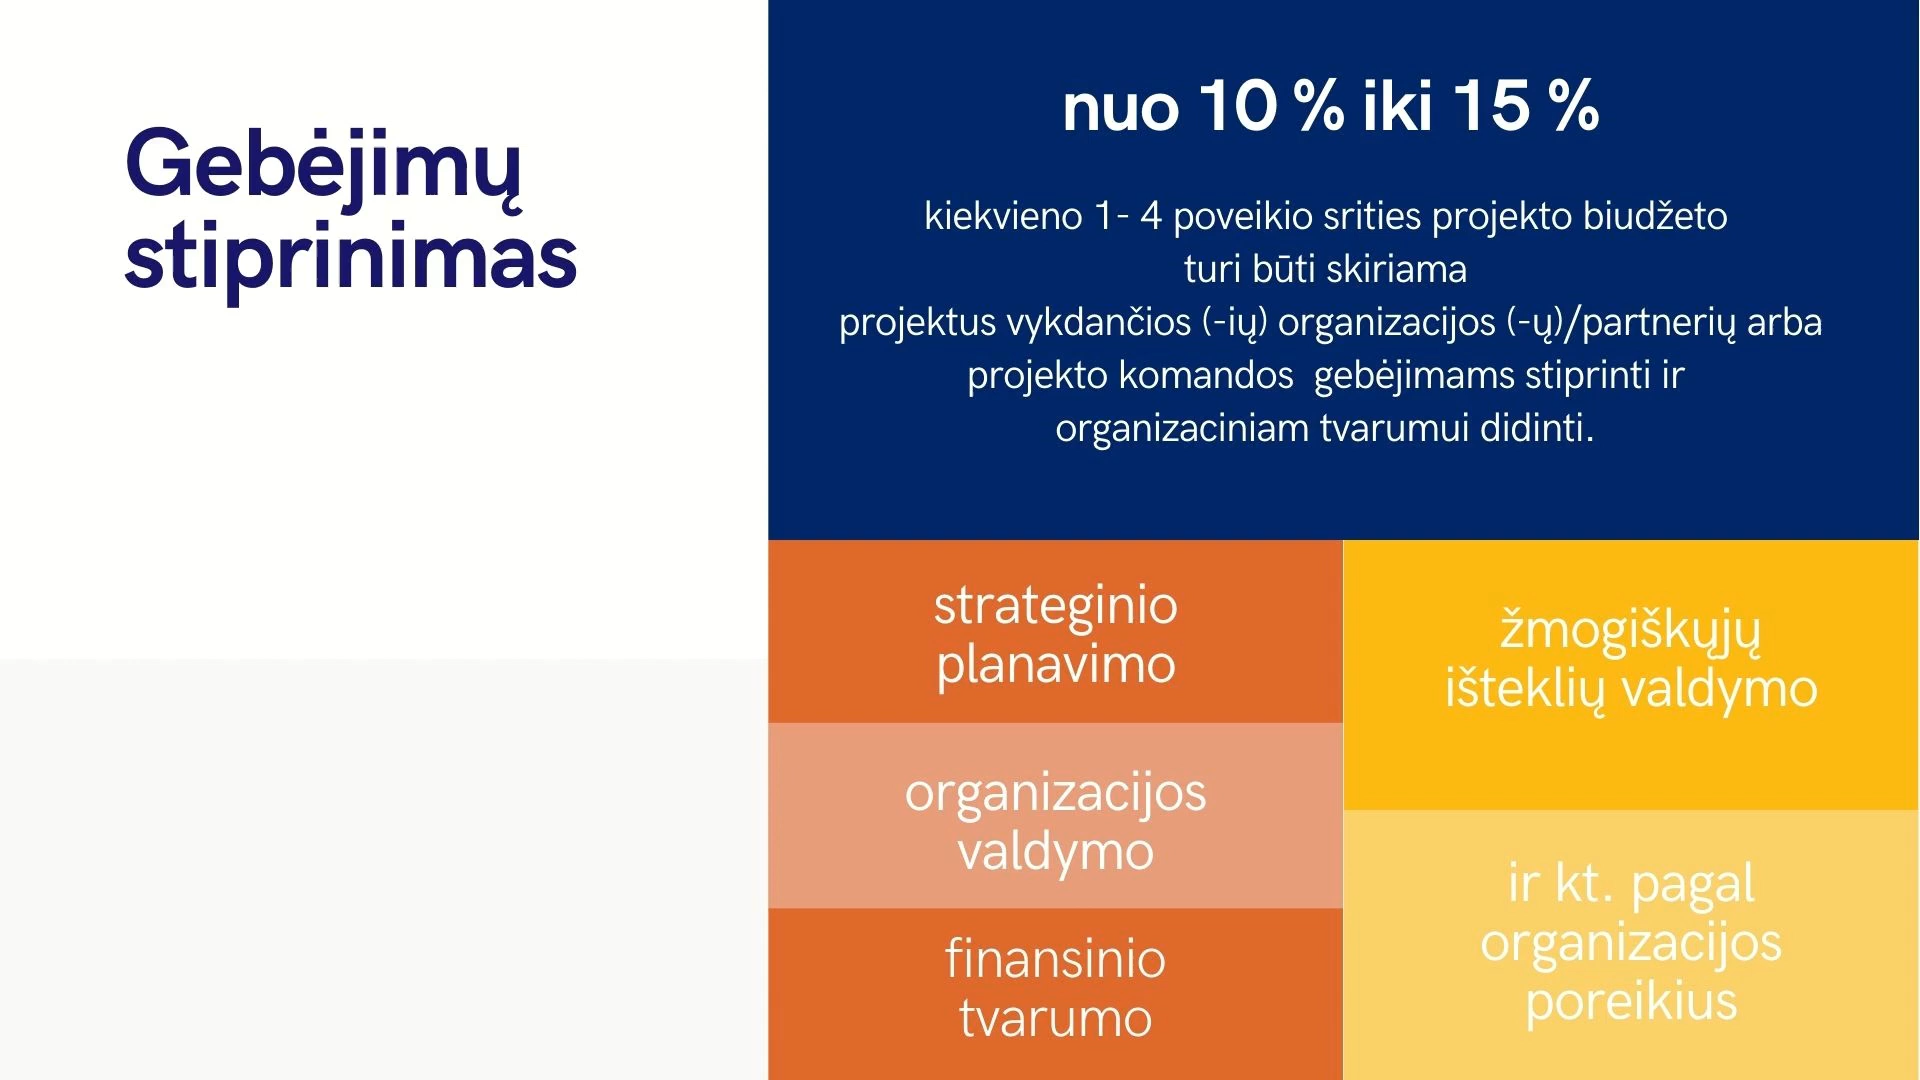 Gebėjimų
stiprinimas
nuo 10 % iki 15 %
kiekvieno 1- 4 poveikio srities projekto biudžeto
turi būti skiriama
projektus vykdančios (-ių) organizacijos (-ų)/partnerių arba
projekto komandos  gebėjimams stiprinti ir
organizaciniam tvarumui didinti.
strateginio
planavimo
organizacijos
valdymo
finansinio
tvarumo
žmogiškųjų
išteklių valdymo
ir kt. pagal
organizacijos
poreikius